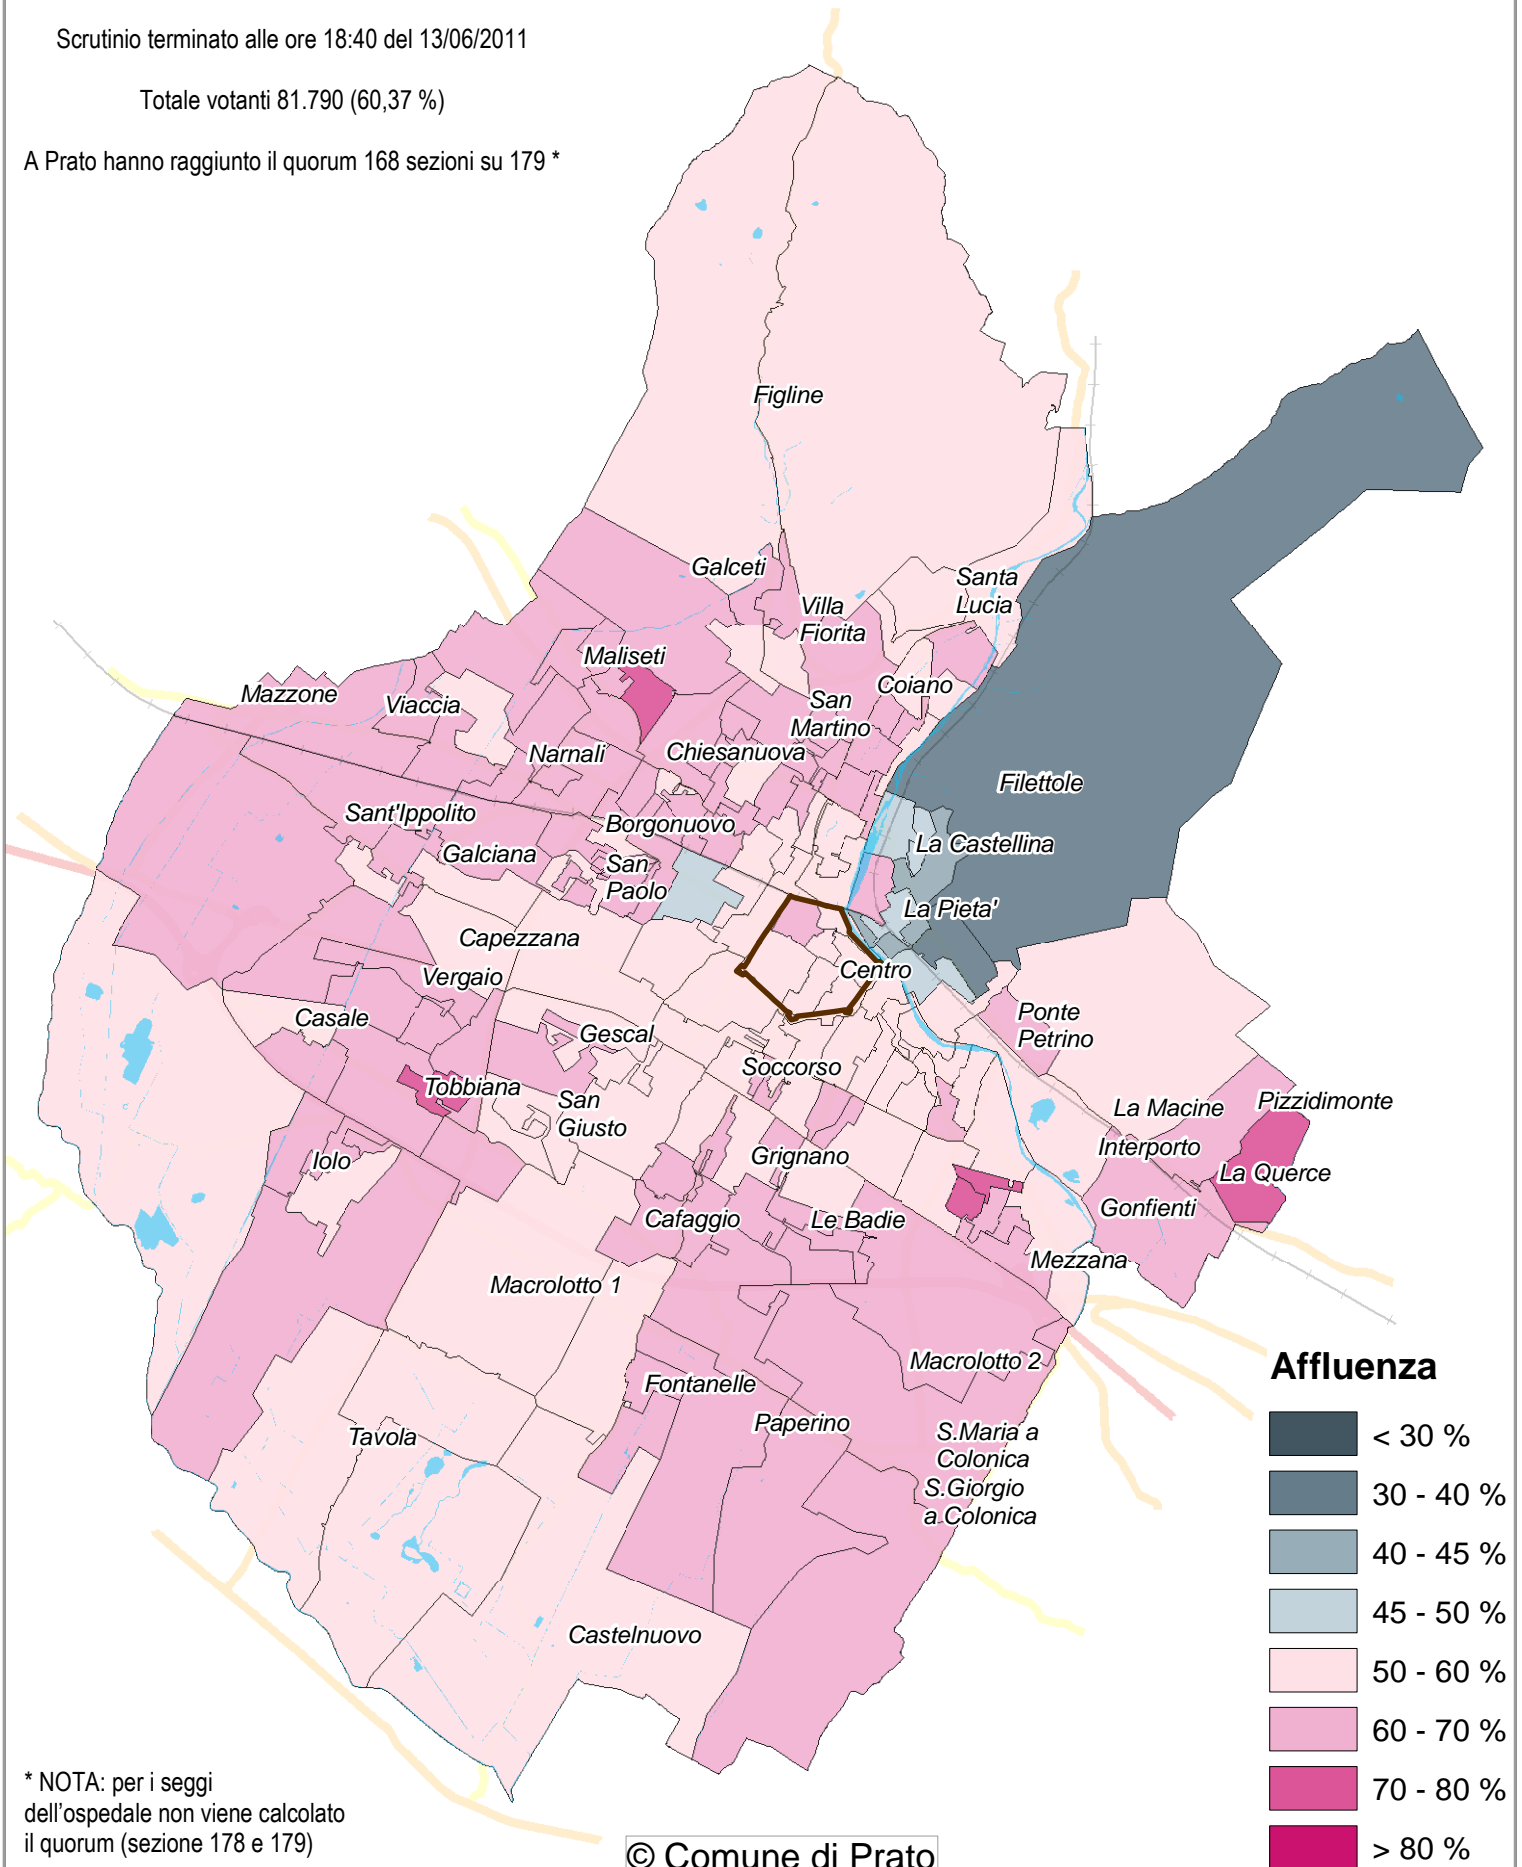 Scrutinio terminato alle ore 18:40 del 13/06/2011
Totale votanti 81.790 (60,37 %)
A Prato hanno raggiunto il quorum 168 sezioni su 179 *
Figline
Galceti
Santa
Lucia
Villa
Fiorita
Maliseti
Coiano
Mazzone
Viaccia
San
Martino
Narnali
Chiesanuova
Filettole
Sant'Ippolito
Borgonuovo
La Castellina
Galciana
San
Paolo
La Pieta'
Capezzana
Vergaio
Centro
Casale
Gescal
Ponte
Petrino
Soccorso
Tobbiana
San
Giusto
La Macine
Pizzidimonte
Interporto
Iolo
Grignano
La Querce
Gonfienti
Cafaggio
Le Badie
Mezzana
Macrolotto 1
Macrolotto 2
Fontanelle
Paperino
Tavola
S.Maria a
Colonica
S.Giorgio
a Colonica
Castelnuovo
Affluenza
< 30 %
30 - 40 %
40 - 45 %
45 - 50 %
50 - 60 %
60 - 70 %
70 - 80 %
> 80 %
* NOTA: per i seggi
dell'ospedale non viene calcolato
il quorum (sezione 178 e 179)
© Comune di Prato